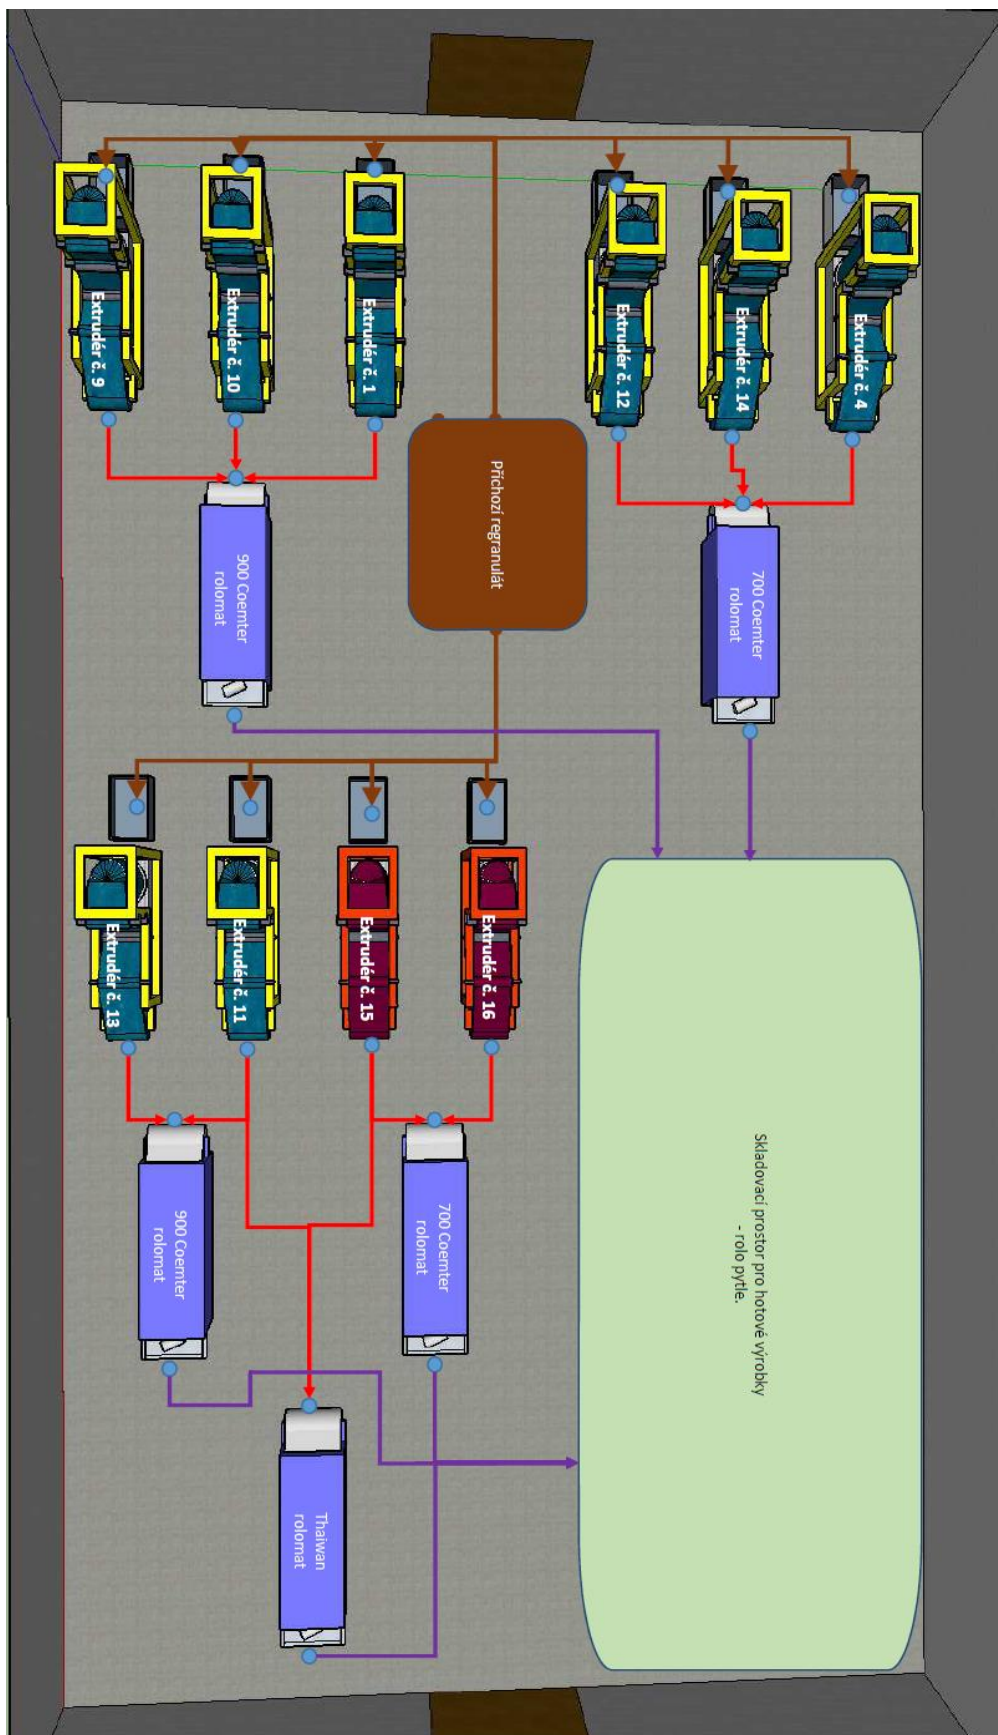 Extrudér č. 4
Extrudér č. 14
Extrudér č. 12
700 Coemter
rolomat
Skladovací prostor pro hotové výrobky
- rolo pytle.
Příchozí regranulát
Extrudér č. 1
Extrudér č. 10
Extrudér č. 9
900 Coemter
rolomat
Extrudér č. 16
Extrudér č. 15
Extrudér č. 11
Extrudér č. 13
700 Coemter
rolomat
900 Coemter
rolomat
Thaiwan
rolomat